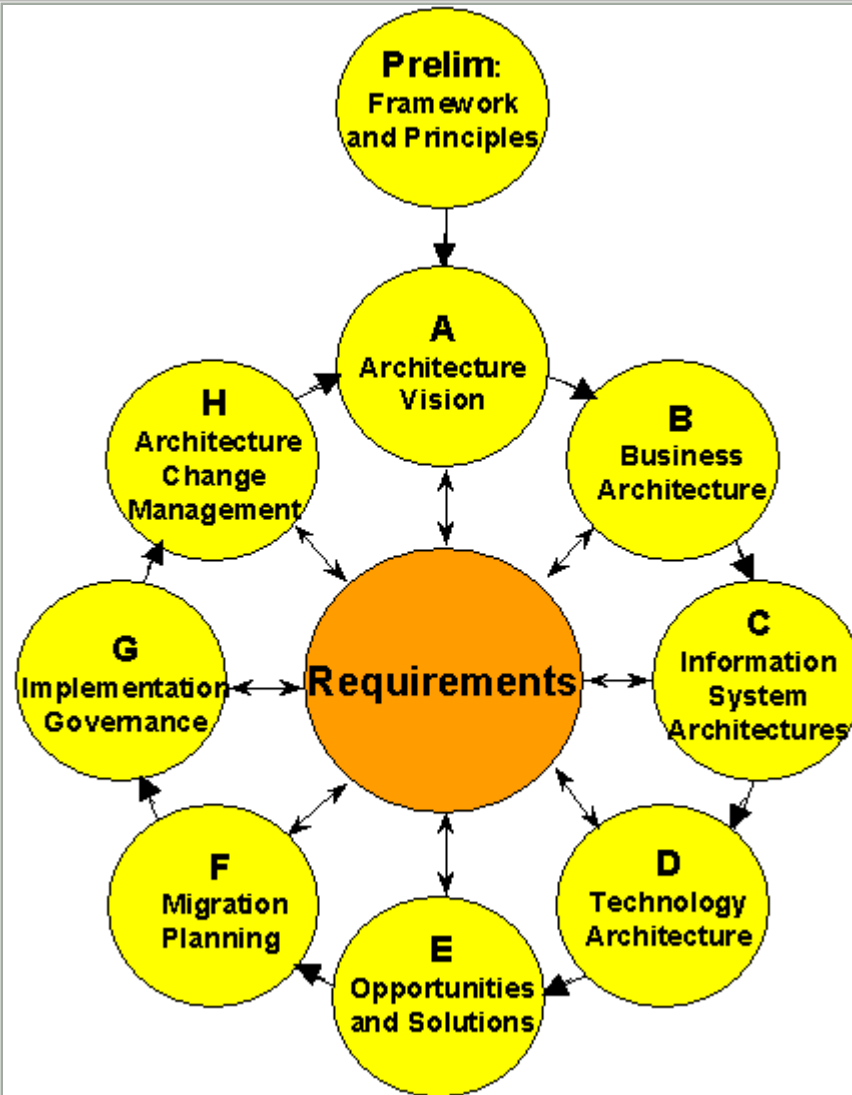 Prelim:
Framework
and Principles
A
Architecture
Vision
B
Business
Architecture
C
Information
System
Architectures
D
Technology
Architecture
E
Opportunities
and Solutions
F
Migration
Planning
G
Implementation
Governance
H
Architecture
Change
Management
Requirements